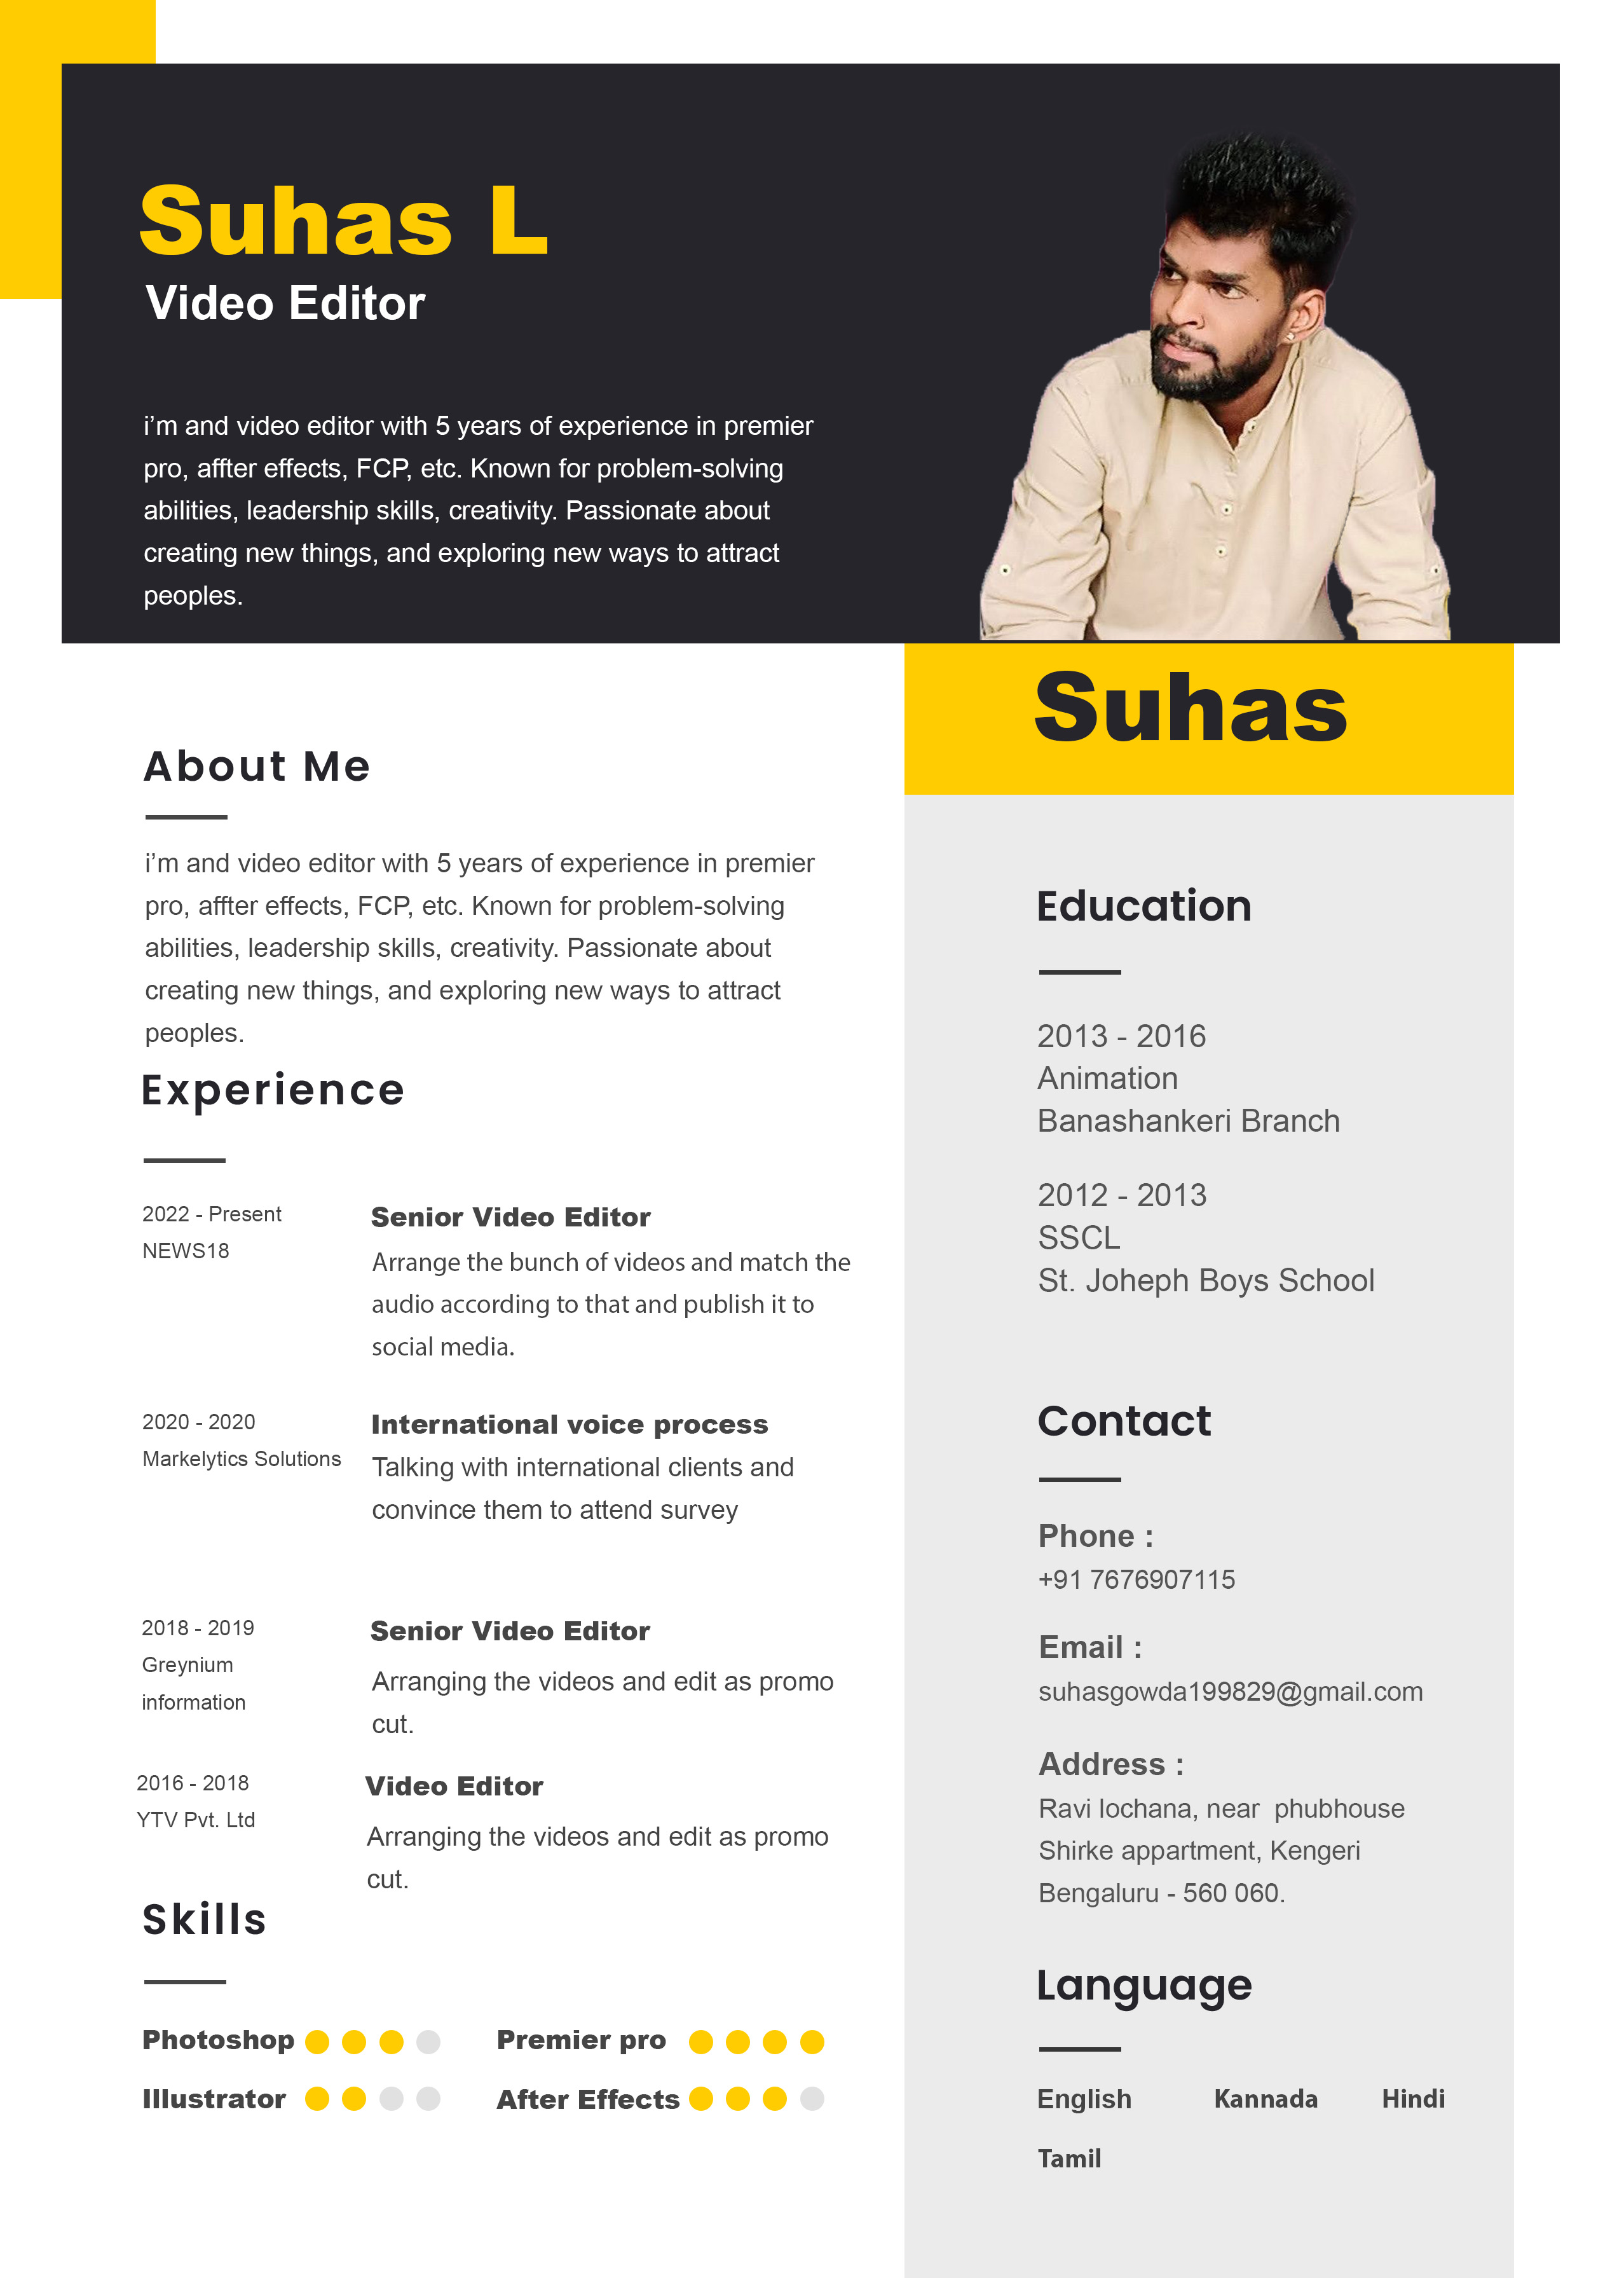 Suhas L
Video Editor
i'm and video editor with 5 years of experience in premier
pro, affter effects, FCP, etc. Known for problem-solving
abilities, leadership skills, creativity. Passionate about
creating new things, and exploring new ways to attract
peoples.
Suhas
About Me
i'm and video editor with 5 years of experience in premier
pro, affter effects, FCP, etc. Known for problem-solving
abilities, leadership skills, creativity. Passionate about
creating new things, and exploring new ways to attract
peoples.
Experience
2022 - Present
NEWS18
Senior Video Editor
Arrange the bunch of videos and match the
audio according to that and publish it to
social media.
2020 - 2020
Markelytics Solutions
International voice process
Talking with international clients and
convince them to attend survey
2018 - 2019
Greynium
information
Senior Video Editor
Arranging the videos and edit as promo
cut.
2016 - 2018
YTV Pvt. Ltd
Video Editor
Arranging the videos and edit as promo
cut.
Skills
Photoshop
Premier pro
Illustrator
After Effects
Education
2013 - 2016
Animation
Banashankeri Branch
2012 - 2013
SSCL
St. Joheph Boys School
Contact
Phone :
+91 7676907115
Email :
suhasgowda199829@gmail.com
Address :
Ravi lochana, near  phubhouse
Shirke appartment, Kengeri
Bengaluru - 560 060.
Language
English Kannada Hindi
Tamil